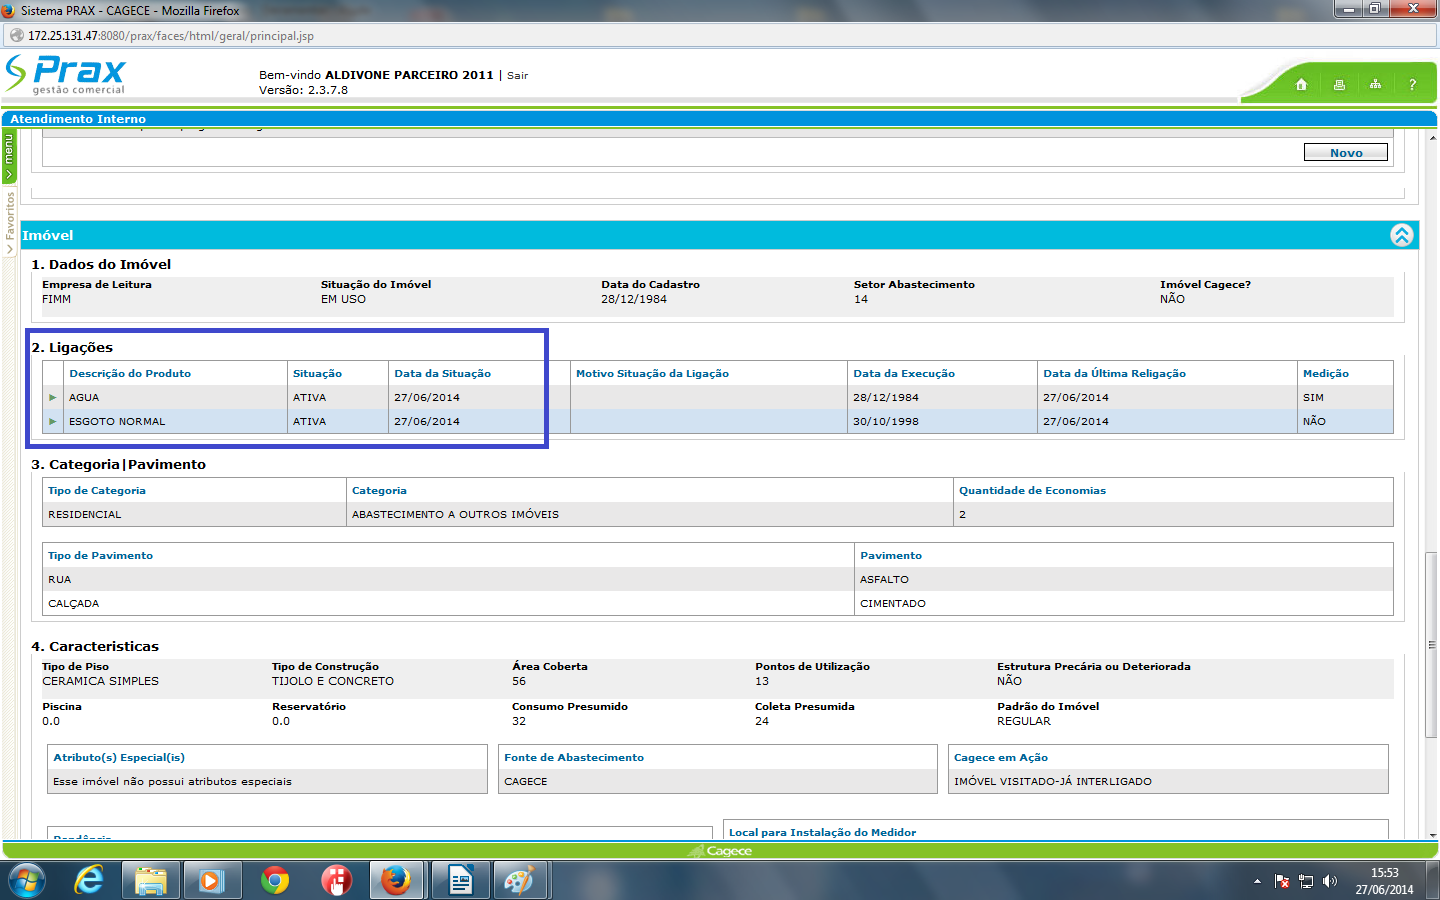 Sistema PRAX - CAGECE - Mozilla Firefox
172.25.131.47:8080/prax/faces/html/geral/principal.jsp
Prax
gestão comercial
Bem-vindo ALDIVONE PARCEIRO 2011 | Sair
Versão: 2.3.7.8
?
Atendimento Interno
menu
Favoritos
Novo
Imóvel
1. Dados do Imóvel
Empresa de Leitura Situação do Imóvel Data do Cadastro Setor Abastecimento Imóvel Cagece?
FIMM EM USO 28/12/1984 14 NÃO
2. Ligações
Descrição do Produto Situação Data da Situação Motivo Situação da Ligação Data da Execução Data da Última Religação Medição
AGUA ATIVA 27/06/2014 28/12/1984 27/06/2014 SIM
ESGOTO NORMAL ATIVA 27/06/2014 30/10/1998 27/06/2014 NÃO
3. Categoria|Pavimento
Tipo de Categoria Categoria Quantidade de Economias
RESIDENCIAL ABASTECIMENTO A OUTROS IMÓVEIS 2
Tipo de Pavimento Pavimento
RUA ASFALTO
CALÇADA CIMENTADO
4. Caracteristicas
Tipo de Piso Tipo de Construção Área Coberta Pontos de Utilização Estrutura Precária ou Deteriorada
CERAMICA SIMPLES TIJOLO E CONCRETO 56 13 NÃO
Piscina Reservatório Consumo Presumido Coleta Presumida Padrão do Imóvel
0.0 0.0 32 24 REGULAR
Atributo(s) Especial(is) Fonte de Abastecimento Cagece em Ação
Esse imóvel não possui atributos especiais CAGECE IMÓVEL VISITADO-JÁ INTERLIGADO
Local para Instalação do Medidor
Cagece
15:53
27/06/2014